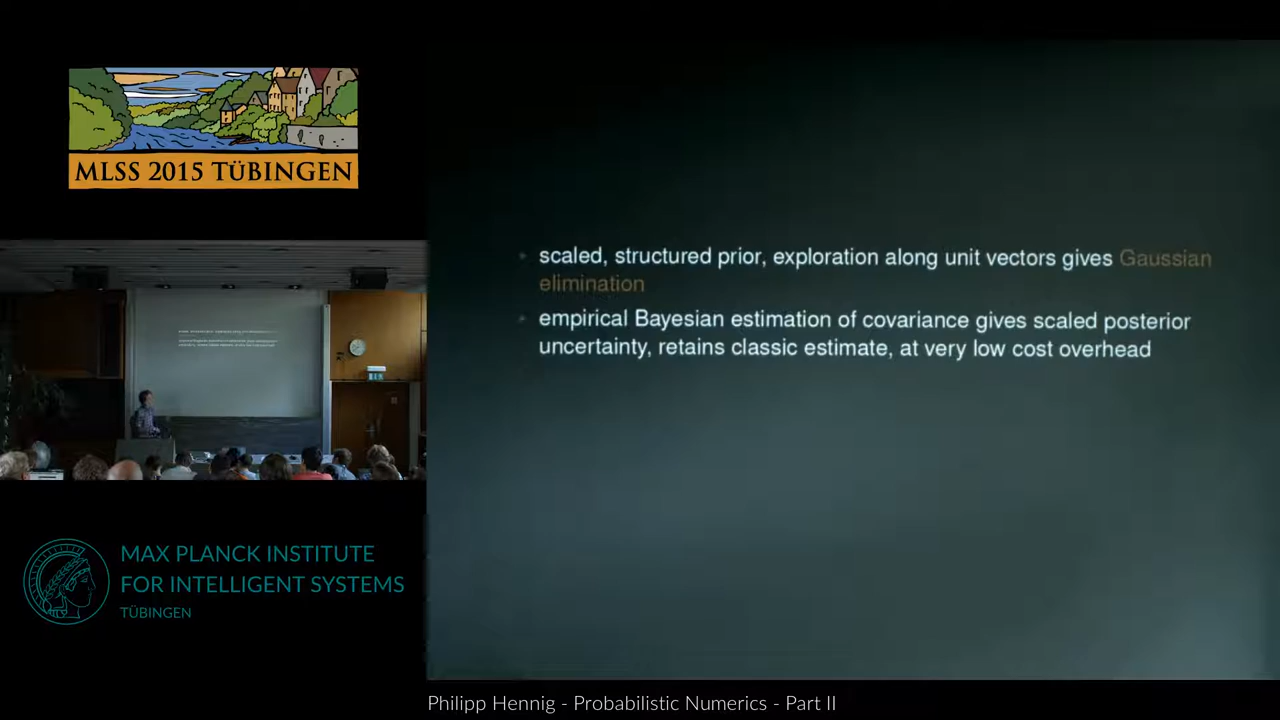 MLSS 2015 TÜBINGEN
scaled, structured prior, exploration along unit vectors gives Gaussian
elimination
empirical Bayesian estimation of covariance gives scaled posterior
uncertainty, retains classic estimate, at very low cost overhead
MAX PLANCK INSTITUTE
FOR INTELLIGENT SYSTEMS
TÜBINGEN
Philipp Hennig - Probabilistic Numerics - Part II